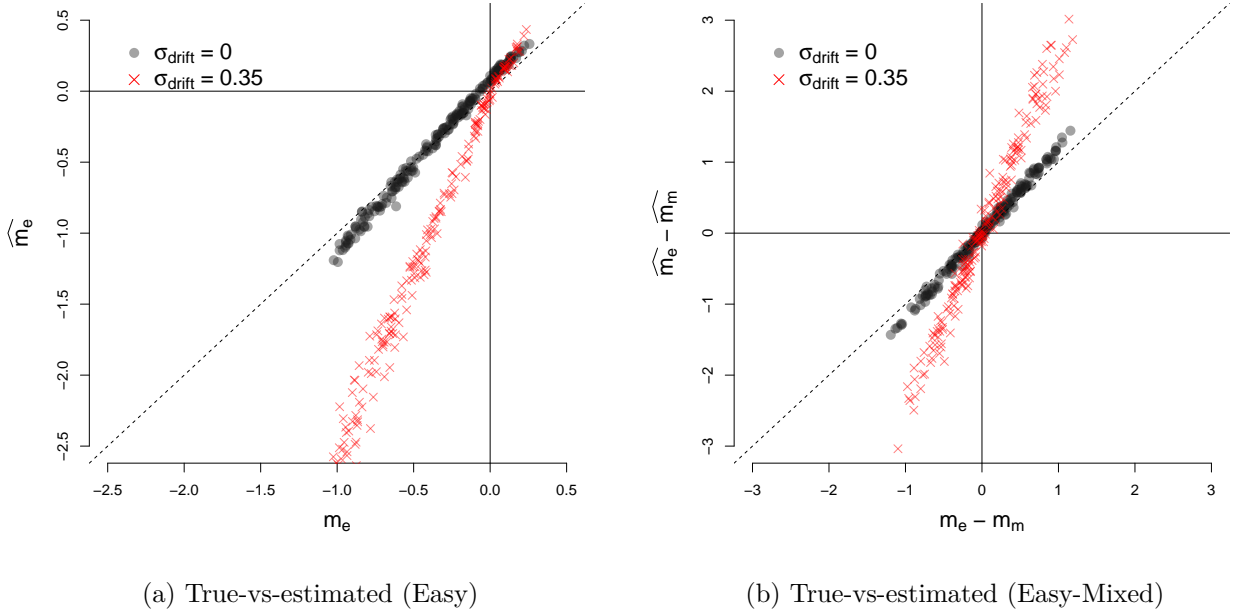 0.5
0.0
−0.5
−1.0
−1.5
−2.0
−2.5
m̂e
σdrift = 0
σdrift = 0.35
−2.5 −2.0 −1.5 −1.0 −0.5 0.0 0.5
me
(a) True-vs-estimated (Easy)
3
2
1
0
−1
−2
−3
m̂e − m̂m
σdrift = 0
σdrift = 0.35
−3 −2 −1 0 1 2 3
me − mm
(b) True-vs-estimated (Easy-Mixed)